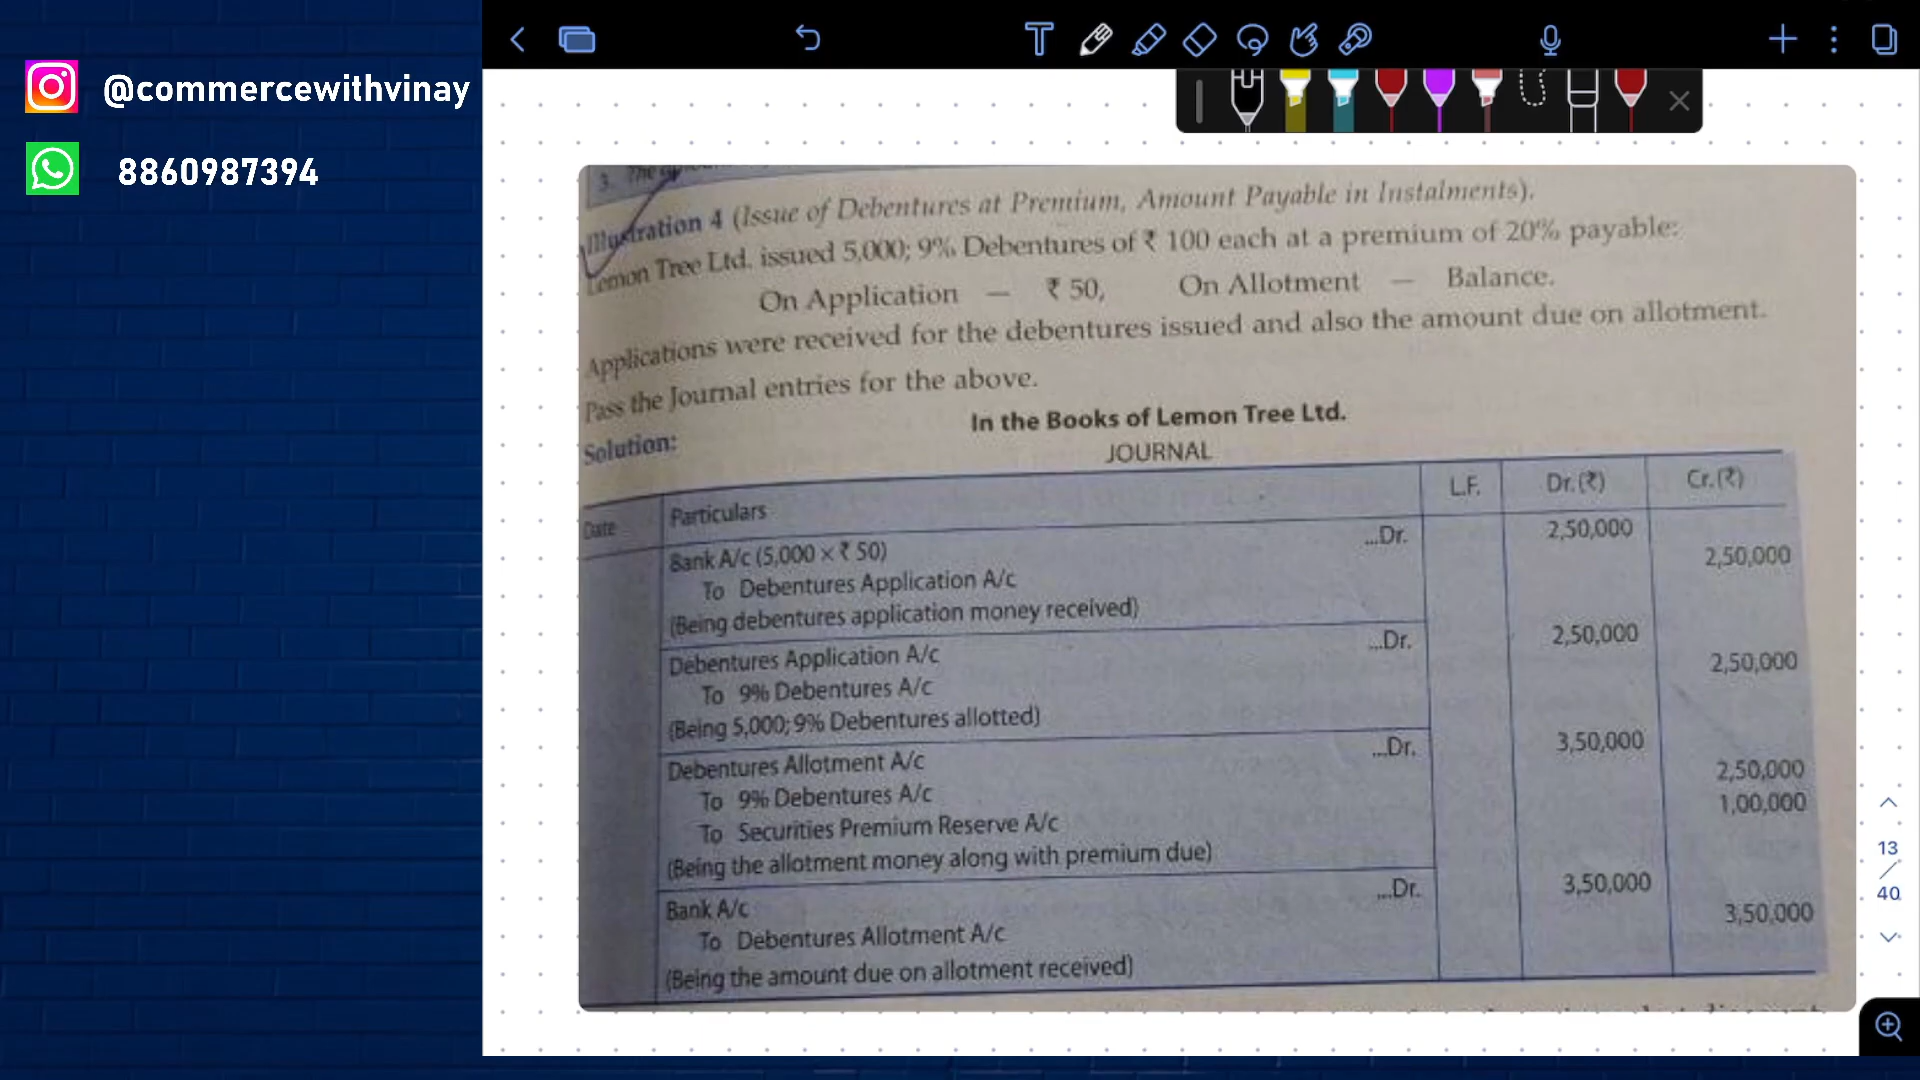 @commercewithvinay
8860987394
3. The
Illustration 4 (Issue of Debentures at Premium, Amount Payable in Instalments).
Lemon Tree Ltd. issued 5,000; 9% Debentures of ₹ 100 each at a premium of 20% payable:
On Application — ₹ 50, On Allotment — Balance.
Applications were received for the debentures issued and also the amount due on allotment.
Pass the Journal entries for the above.
Solution:
In the Books of Lemon Tree Ltd.
JOURNAL
Date Particulars L.F. Dr.(₹) Cr.(₹)
Bank A/c (5,000 × ₹ 50) ...Dr. 2,50,000
To Debentures Application A/c 2,50,000
(Being debentures application money received)
Debentures Application A/c ...Dr. 2,50,000
To 9% Debentures A/c 2,50,000
(Being 5,000; 9% Debentures allotted)
Debentures Allotment A/c ...Dr. 3,50,000
To 9% Debentures A/c 2,50,000
To Securities Premium Reserve A/c 1,00,000
(Being the allotment money along with premium due)
Bank A/c ...Dr. 3,50,000
To Debentures Allotment A/c 3,50,000
(Being the amount due on allotment received)
13
/
40